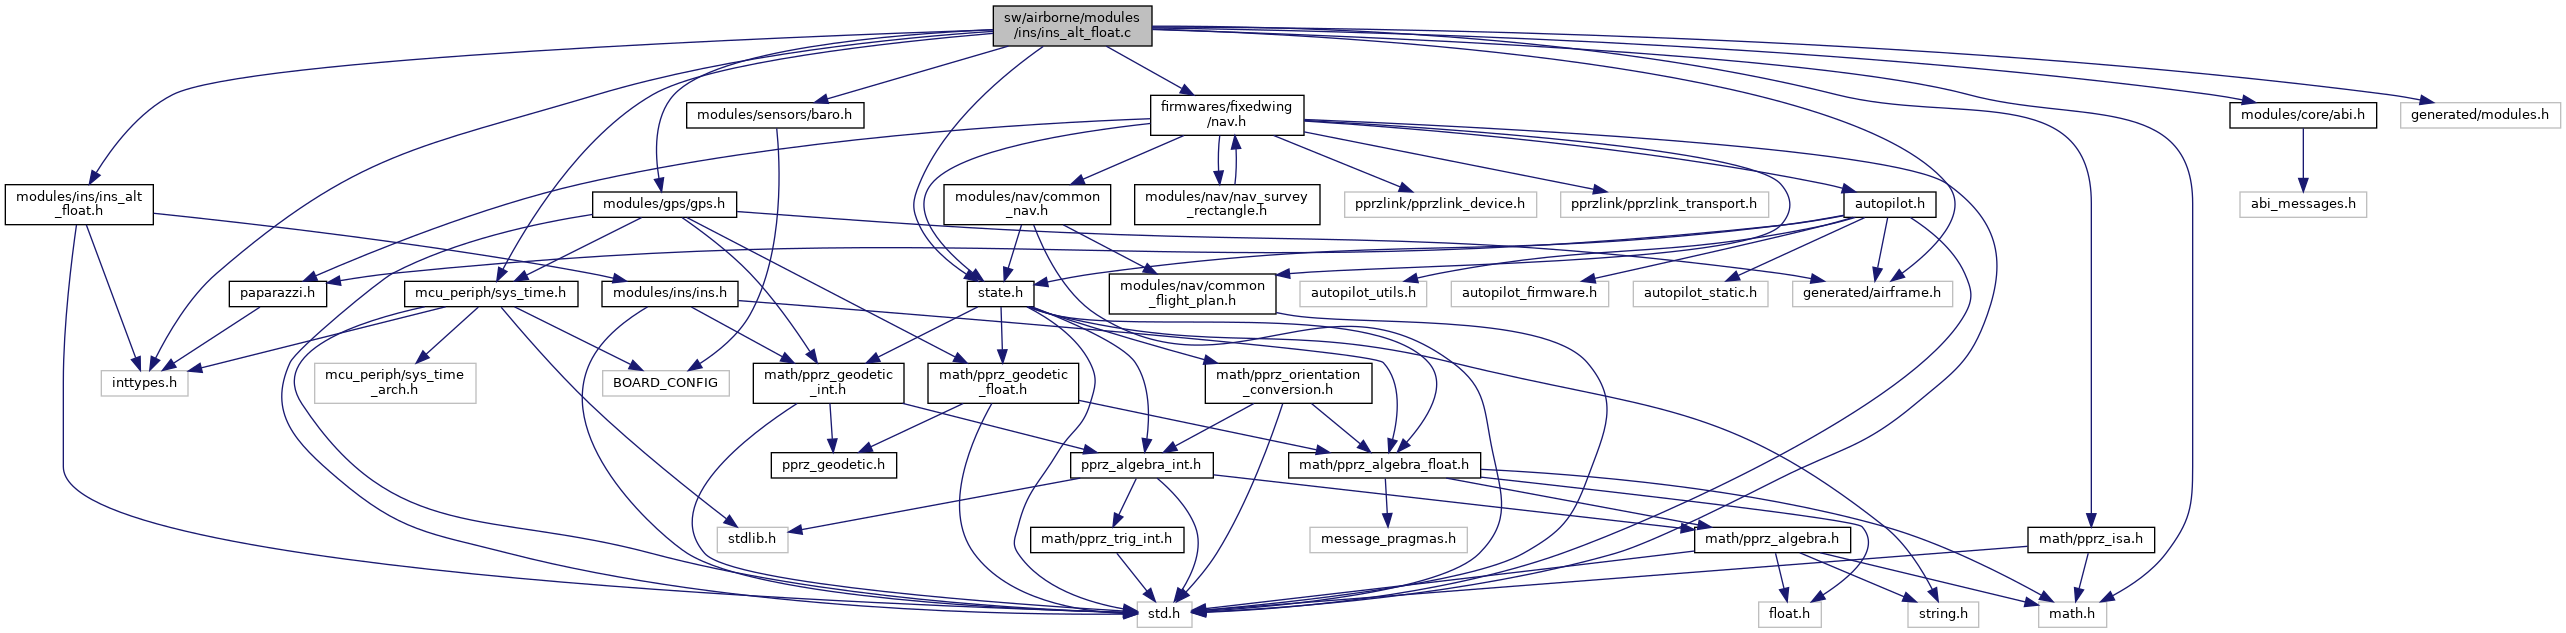 sw/airborne/modules
/ins/ins_alt_float.c
modules/sensors/baro.h
firmwares/fixedwing
/nav.h
modules/core/abi.h
generated/modules.h
modules/ins/ins_alt
_float.h
modules/gps/gps.h
modules/nav/common
_nav.h
modules/nav/nav_survey
_rectangle.h
pprzlink/pprzlink_device.h
pprzlink/pprzlink_transport.h
autopilot.h
abi_messages.h
paparazzi.h
mcu_periph/sys_time.h
modules/ins/ins.h
state.h
modules/nav/common
_flight_plan.h
autopilot_utils.h
autopilot_firmware.h
autopilot_static.h
generated/airframe.h
inttypes.h
mcu_periph/sys_time
_arch.h
BOARD_CONFIG
math/pprz_geodetic
_int.h
math/pprz_geodetic
_float.h
math/pprz_orientation
_conversion.h
pprz_geodetic.h
pprz_algebra_int.h
math/pprz_algebra_float.h
stdlib.h
math/pprz_trig_int.h
message_pragmas.h
math/pprz_algebra.h
math/pprz_isa.h
std.h
float.h
string.h
math.h